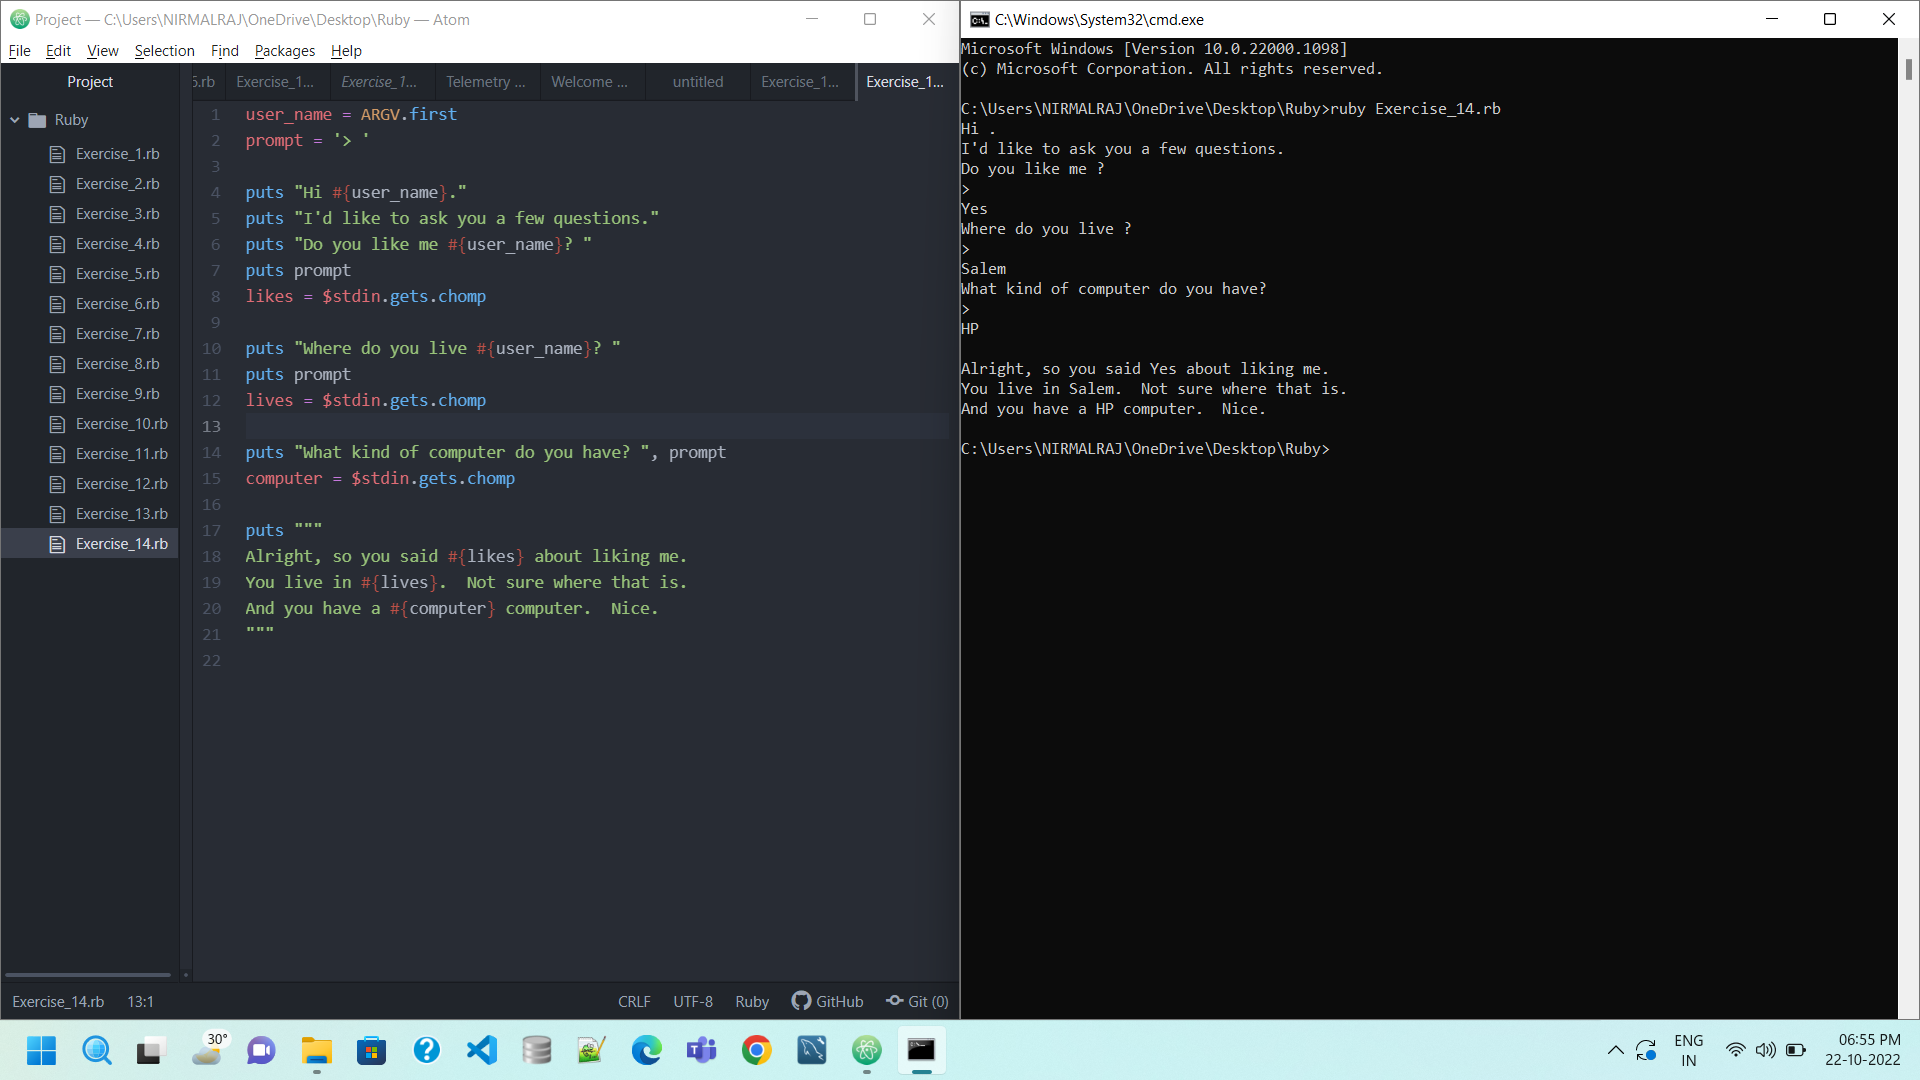 Project — C:\Users\NIRMALRAJ\OneDrive\Desktop\Ruby — Atom
File Edit View Selection Find Packages Help
Project
5.rb Exercise_1... Exercise_1... Telemetry ... Welcome ... untitled Exercise_1... Exercise_1...
Ruby
Exercise_1.rb
Exercise_2.rb
Exercise_3.rb
Exercise_4.rb
Exercise_5.rb
Exercise_6.rb
Exercise_7.rb
Exercise_8.rb
Exercise_9.rb
Exercise_10.rb
Exercise_11.rb
Exercise_12.rb
Exercise_13.rb
Exercise_14.rb
1 user_name = ARGV.first
2 prompt = '> '
3
4 puts "Hi #{user_name}."
5 puts "I'd like to ask you a few questions."
6 puts "Do you like me #{user_name}? "
7 puts prompt
8 likes = $stdin.gets.chomp
9
10 puts "Where do you live #{user_name}? "
11 puts prompt
12 lives = $stdin.gets.chomp
13
14 puts "What kind of computer do you have? ", prompt
15 computer = $stdin.gets.chomp
16
17 puts """
18 Alright, so you said #{likes} about liking me.
19 You live in #{lives}.  Not sure where that is.
20 And you have a #{computer} computer.  Nice.
21 """
22
Exercise_14.rb 13:1 CRLF UTF-8 Ruby GitHub Git (0)
C:\Windows\System32\cmd.exe
Microsoft Windows [Version 10.0.22000.1098]
(c) Microsoft Corporation. All rights reserved.
C:\Users\NIRMALRAJ\OneDrive\Desktop\Ruby>ruby Exercise_14.rb
Hi .
I'd like to ask you a few questions.
Do you like me ?
>
Yes
Where do you live ?
>
Salem
What kind of computer do you have?
>
HP
Alright, so you said Yes about liking me.
You live in Salem.  Not sure where that is.
And you have a HP computer.  Nice.
C:\Users\NIRMALRAJ\OneDrive\Desktop\Ruby>
30°
ENG
IN
06:55 PM
22-10-2022